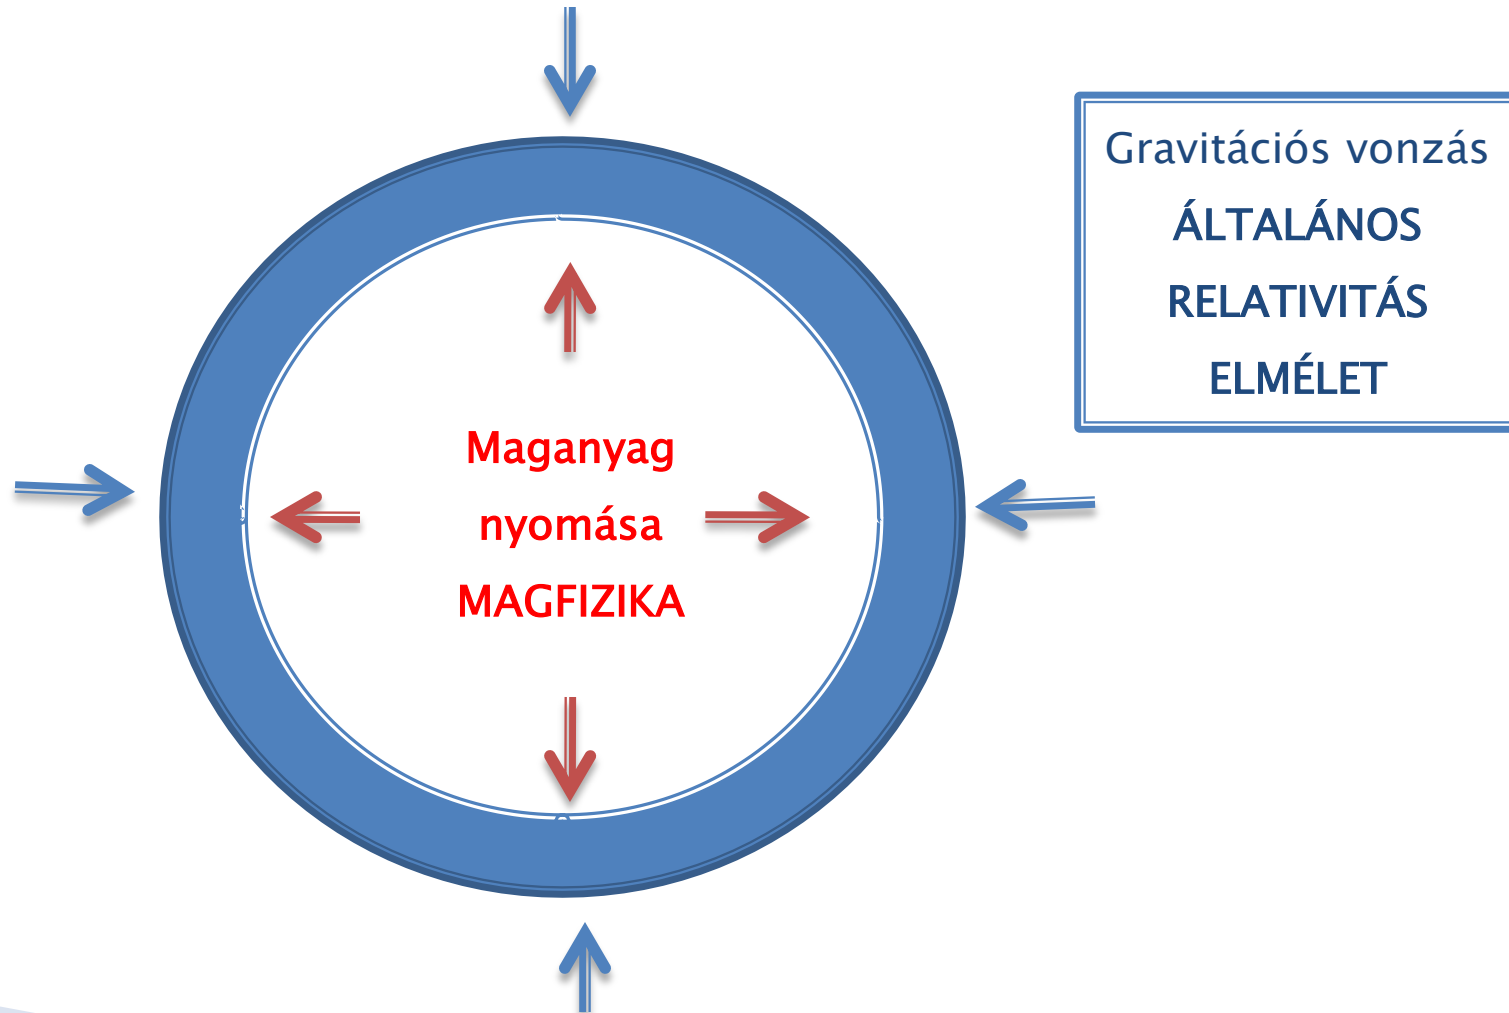 Gravitációs vonzás
ÁLTALÁNOS
RELATIVITÁS
ELMÉLET
Maganyag
nyomása
MAGFIZIKA